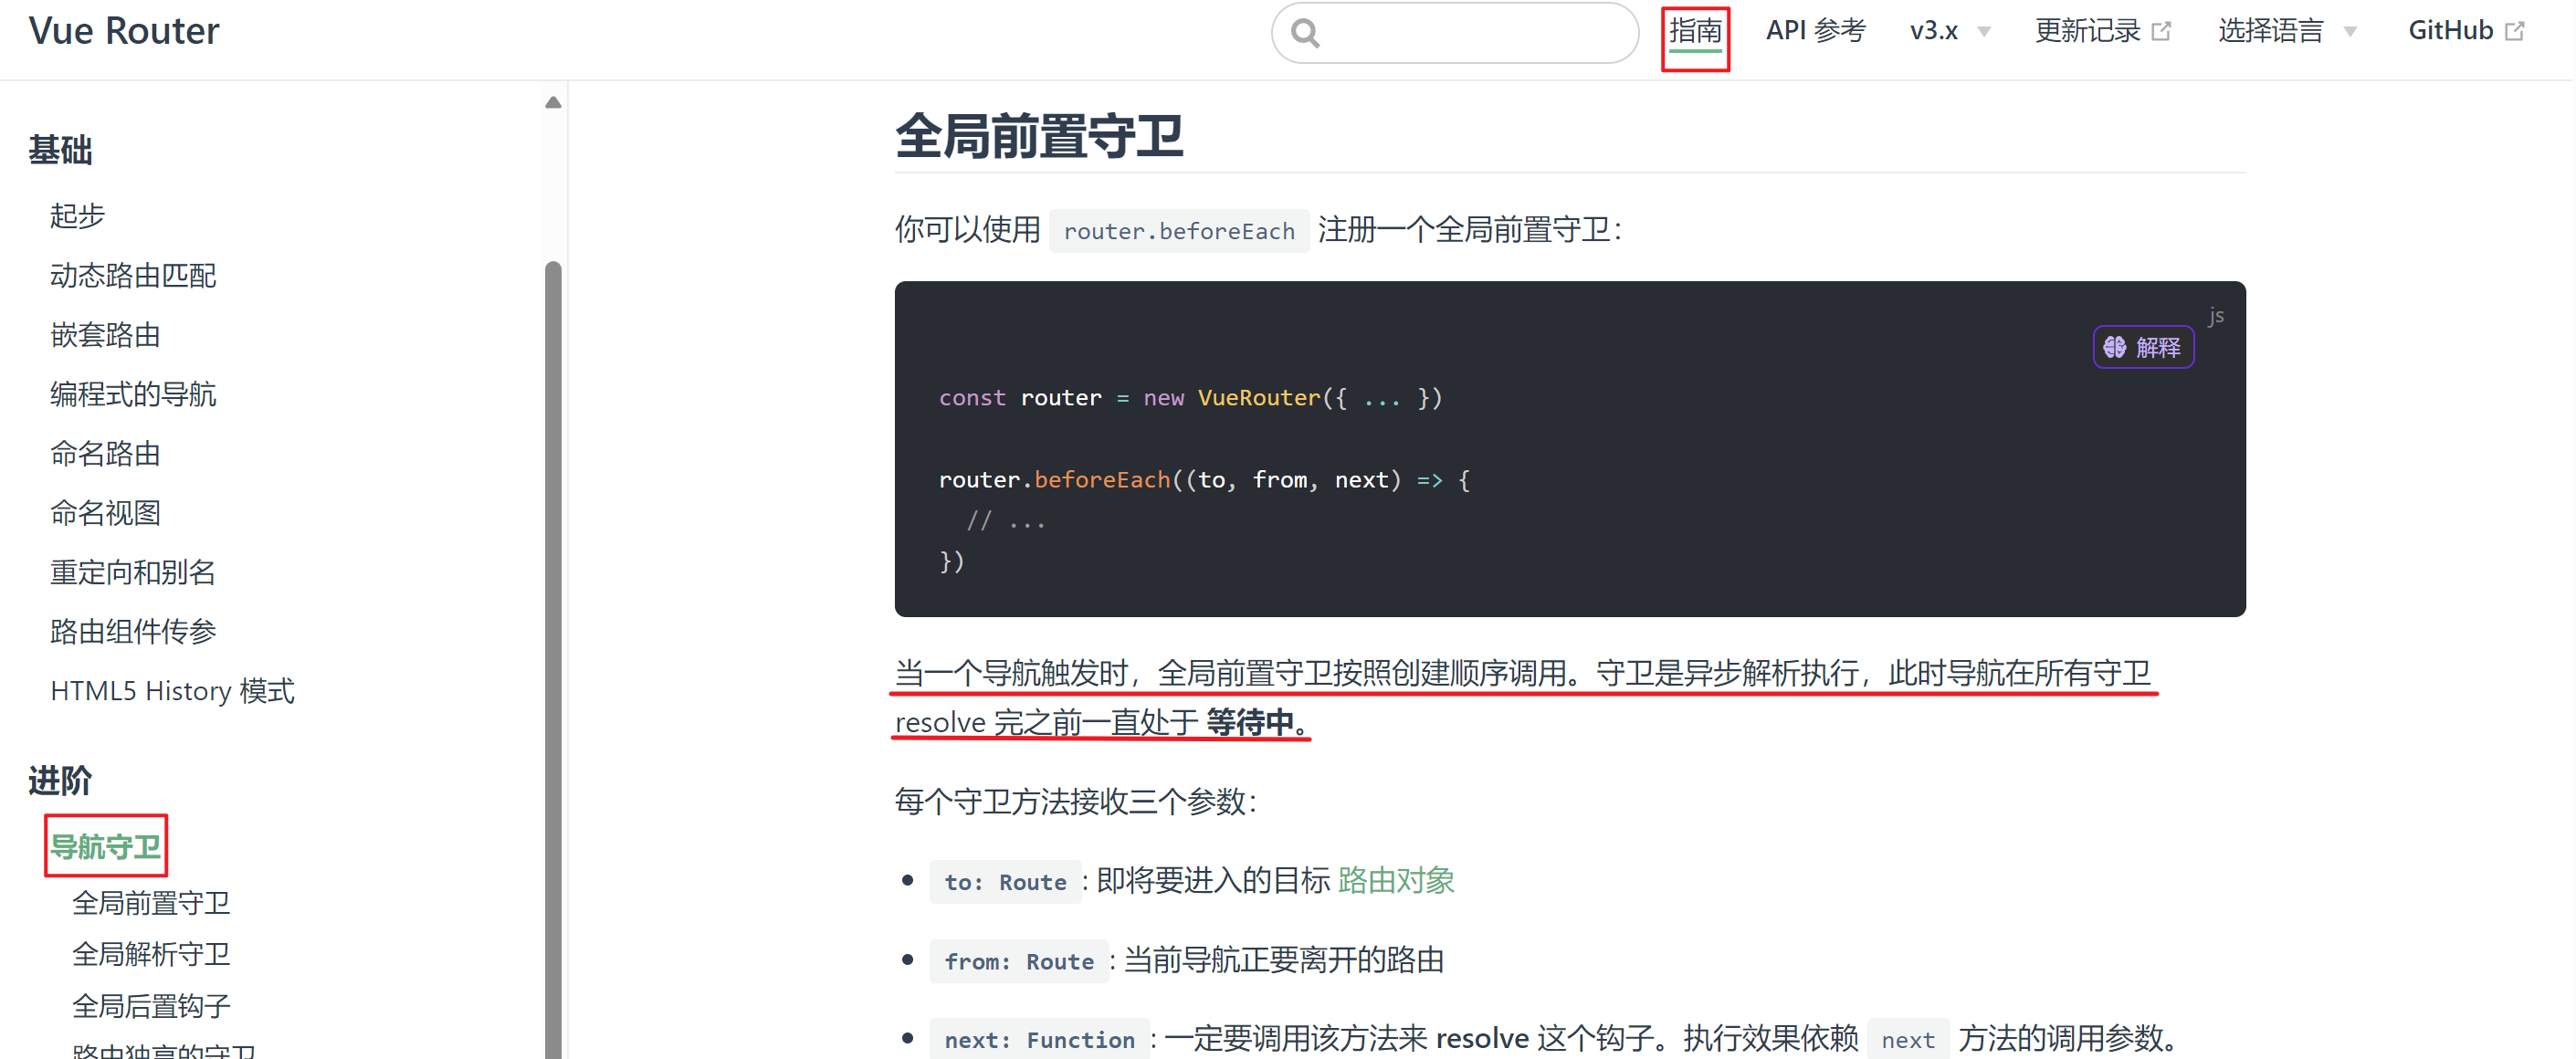 Vue Router
指南
API 参考
v3.x
更新记录
选择语言
GitHub
基础
起步
动态路由匹配
嵌套路由
编程式的导航
命名路由
命名视图
重定向和别名
路由组件传参
HTML5 History 模式
进阶
导航守卫
全局前置守卫
全局解析守卫
全局后置钩子
路由独享的守卫
全局前置守卫
你可以使用 router.beforeEach 注册一个全局前置守卫：
js
解释
const router = new VueRouter({ ... })
router.beforeEach((to, from, next) => {
// ...
})
当一个导航触发时，全局前置守卫按照创建顺序调用。守卫是异步解析执行，此时导航在所有守卫
resolve 完之前一直处于 等待中。
每个守卫方法接收三个参数：
to: Route : 即将要进入的目标 路由对象
from: Route : 当前导航正要离开的路由
next: Function : 一定要调用该方法来 resolve 这个钩子。执行效果依赖 next 方法的调用参数。